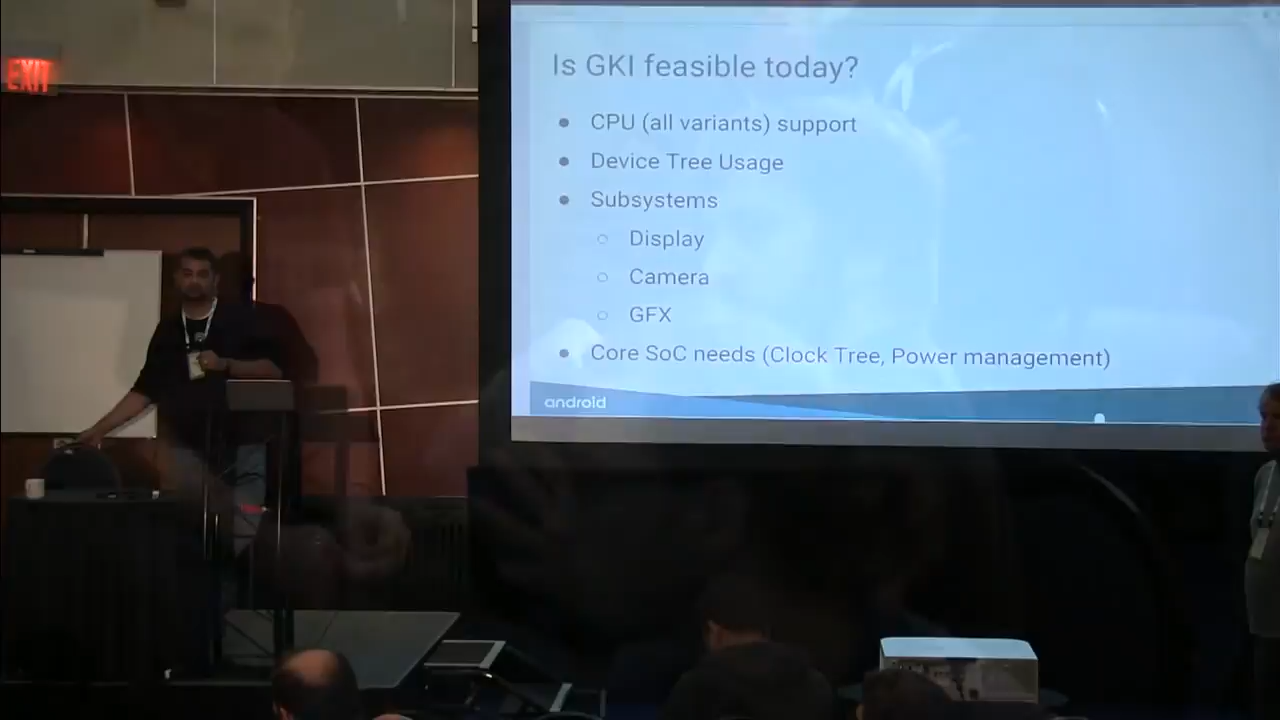 EXIT
Is GKI feasible today?
● CPU (all variants) support
● Device Tree Usage
● Subsystems
○ Display
○ Camera
○ GFX
● Core SoC needs (Clock Tree, Power management)
android